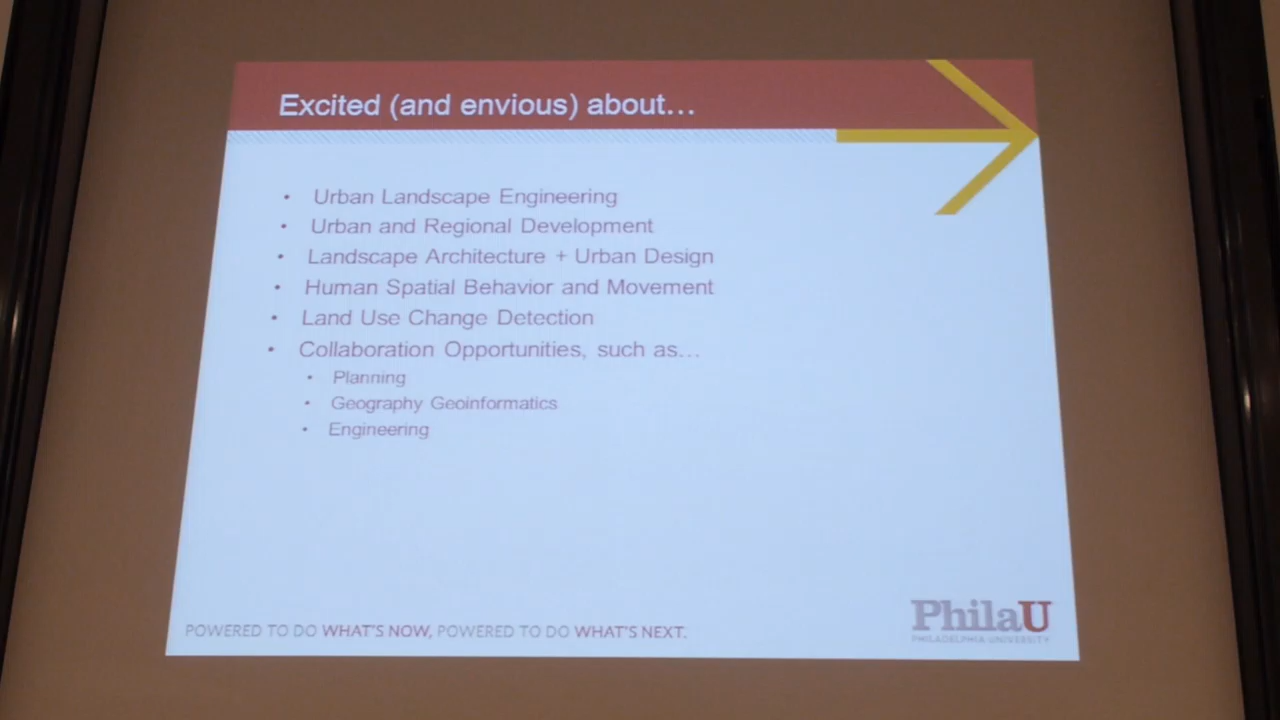 Excited (and envious) about…
• Urban Landscape Engineering
• Urban and Regional Development
• Landscape Architecture + Urban Design
• Human Spatial Behavior and Movement
• Land Use Change Detection
• Collaboration Opportunities, such as…
• Planning
• Geography Geoinformatics
• Engineering
POWERED TO DO WHAT'S NOW, POWERED TO DO WHAT'S NEXT.
PhilaU
PHILADELPHIA UNIVERSITY